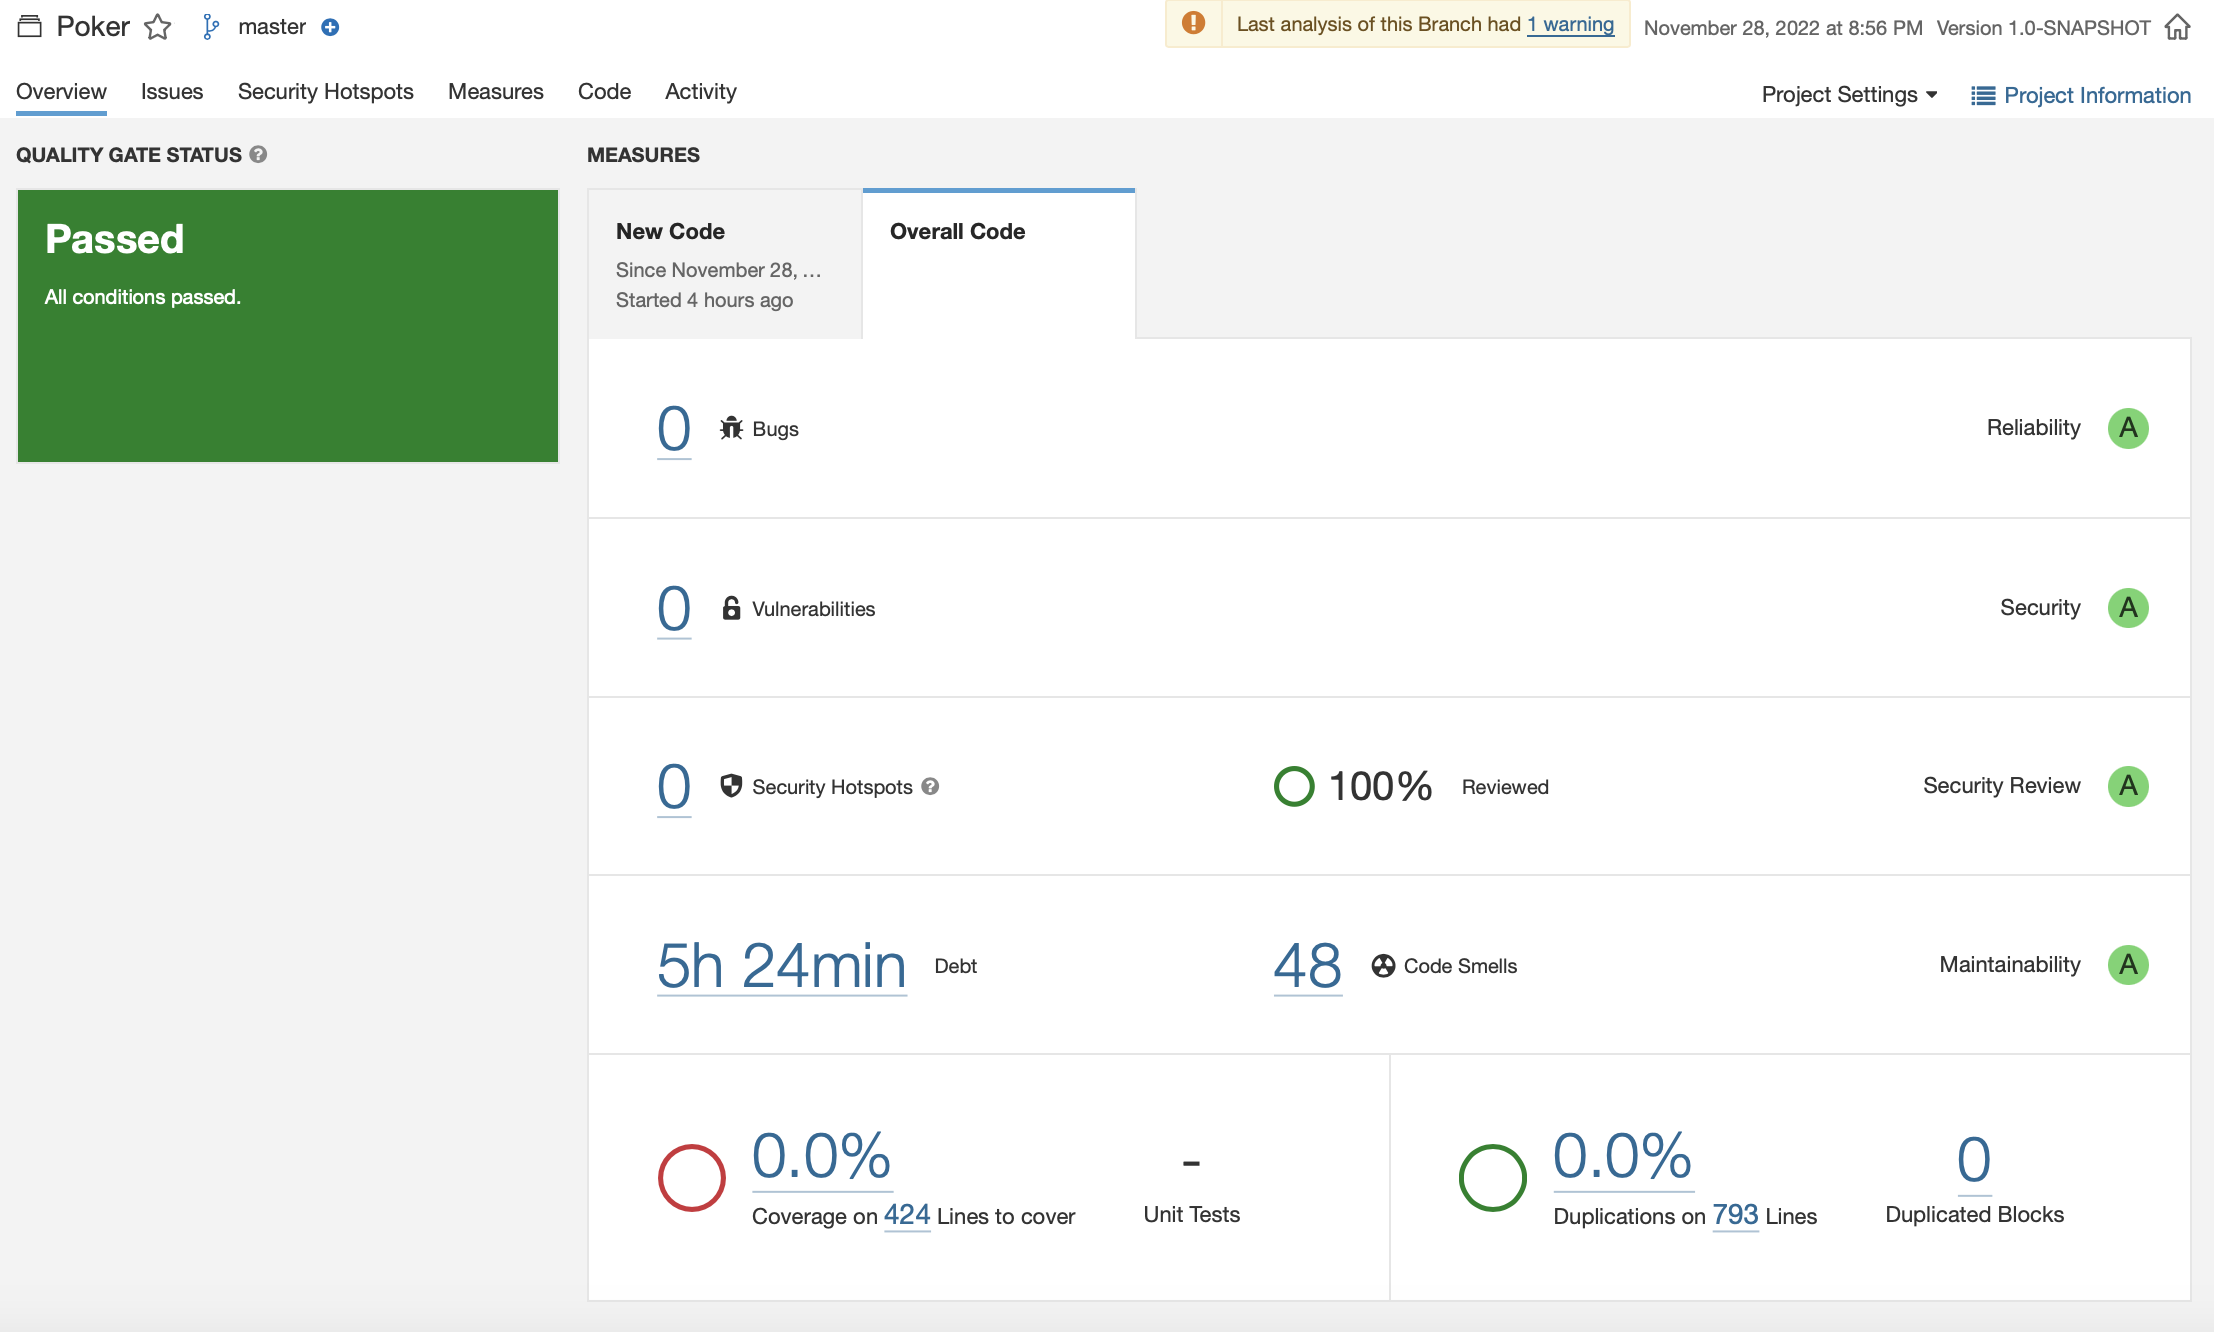 Poker master
Last analysis of this Branch had 1 warning November 28, 2022 at 8:56 PM Version 1.0-SNAPSHOT
Overview Issues Security Hotspots Measures Code Activity Project Settings Project Information
QUALITY GATE STATUS ?
Passed
All conditions passed.
MEASURES
New Code
Since November 28, ...
Started 4 hours ago
Overall Code
0 Bugs Reliability A
0 Vulnerabilities Security A
0 Security Hotspots ? 100% Reviewed Security Review A
5h 24min Debt 48 Code Smells Maintainability A
0.0%
Coverage on 424 Lines to cover
-
Unit Tests
0.0%
Duplications on 793 Lines
0
Duplicated Blocks